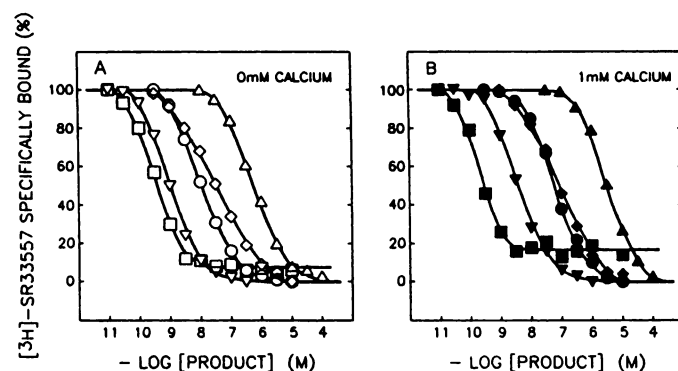 [3H]-SR33557 SPECIFICALLY BOUND (%)
A
0mM CALCIUM
100
80
60
40
20
0
11 10 9 8 7 6 5 4
- LOG [PRODUCT] (M)
B
1mM CALCIUM
100
80
60
40
20
0
11 10 9 8 7 6 5 4
- LOG [PRODUCT] (M)